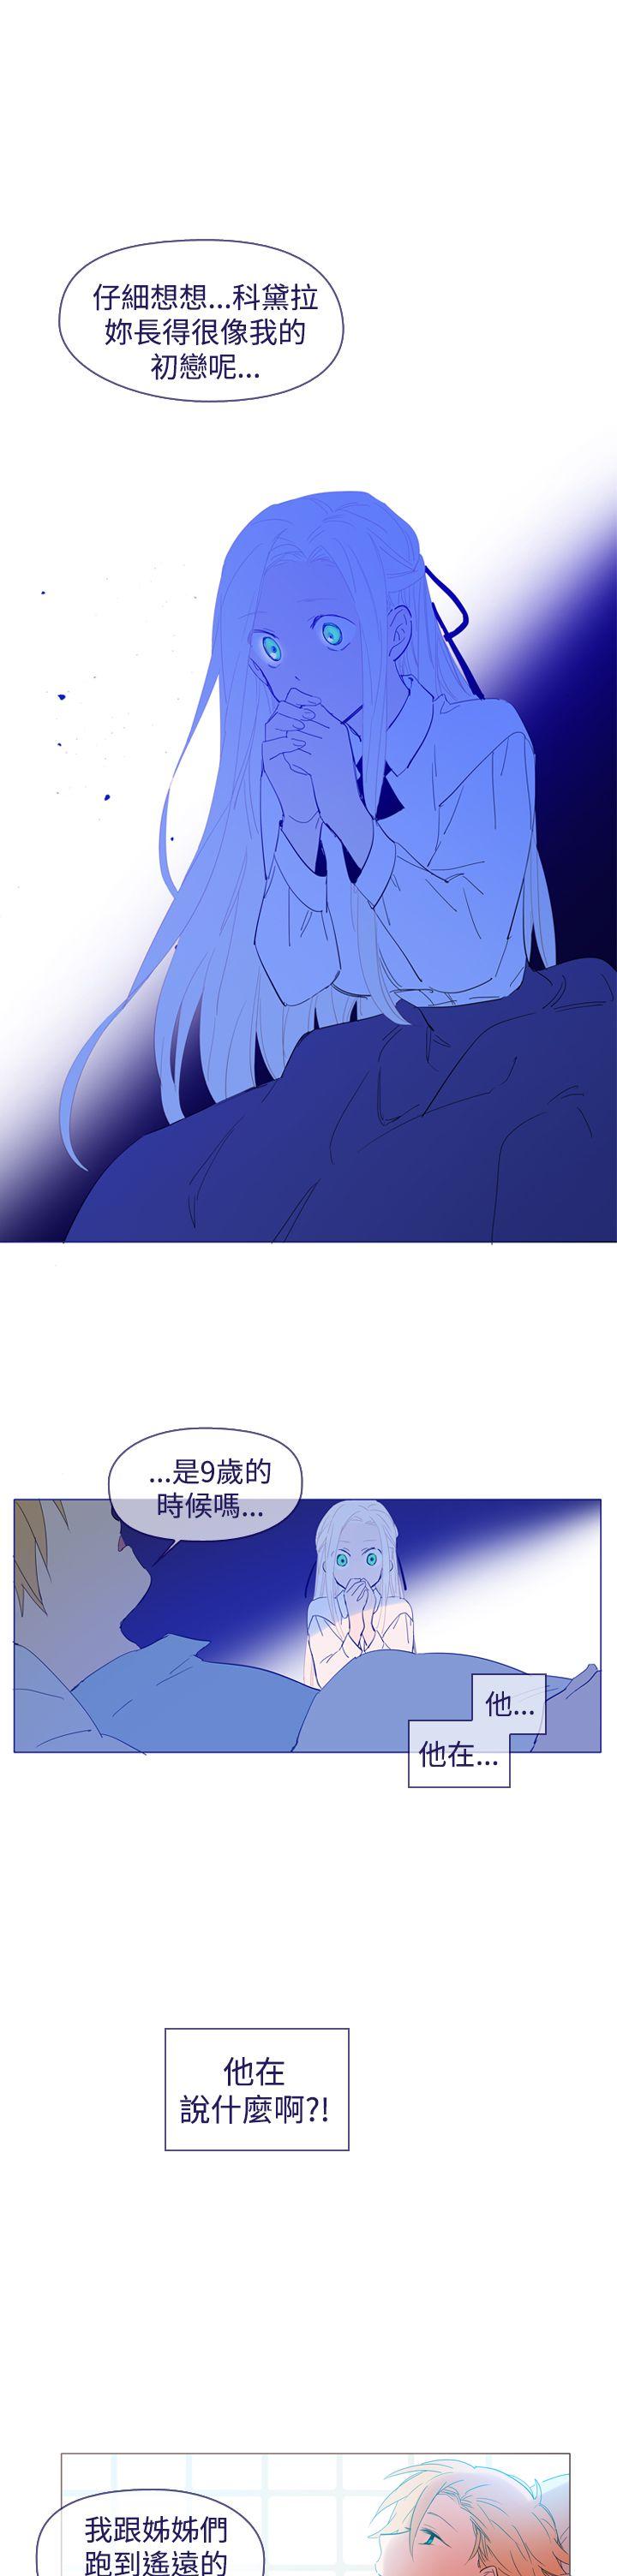 仔細想想...科黛拉
妳長得很像我的
初戀呢...
...是9歲的
時候嗎...
他...
他在...
他在
說什麼啊?!
我跟姊姊們
跑到遙遠的